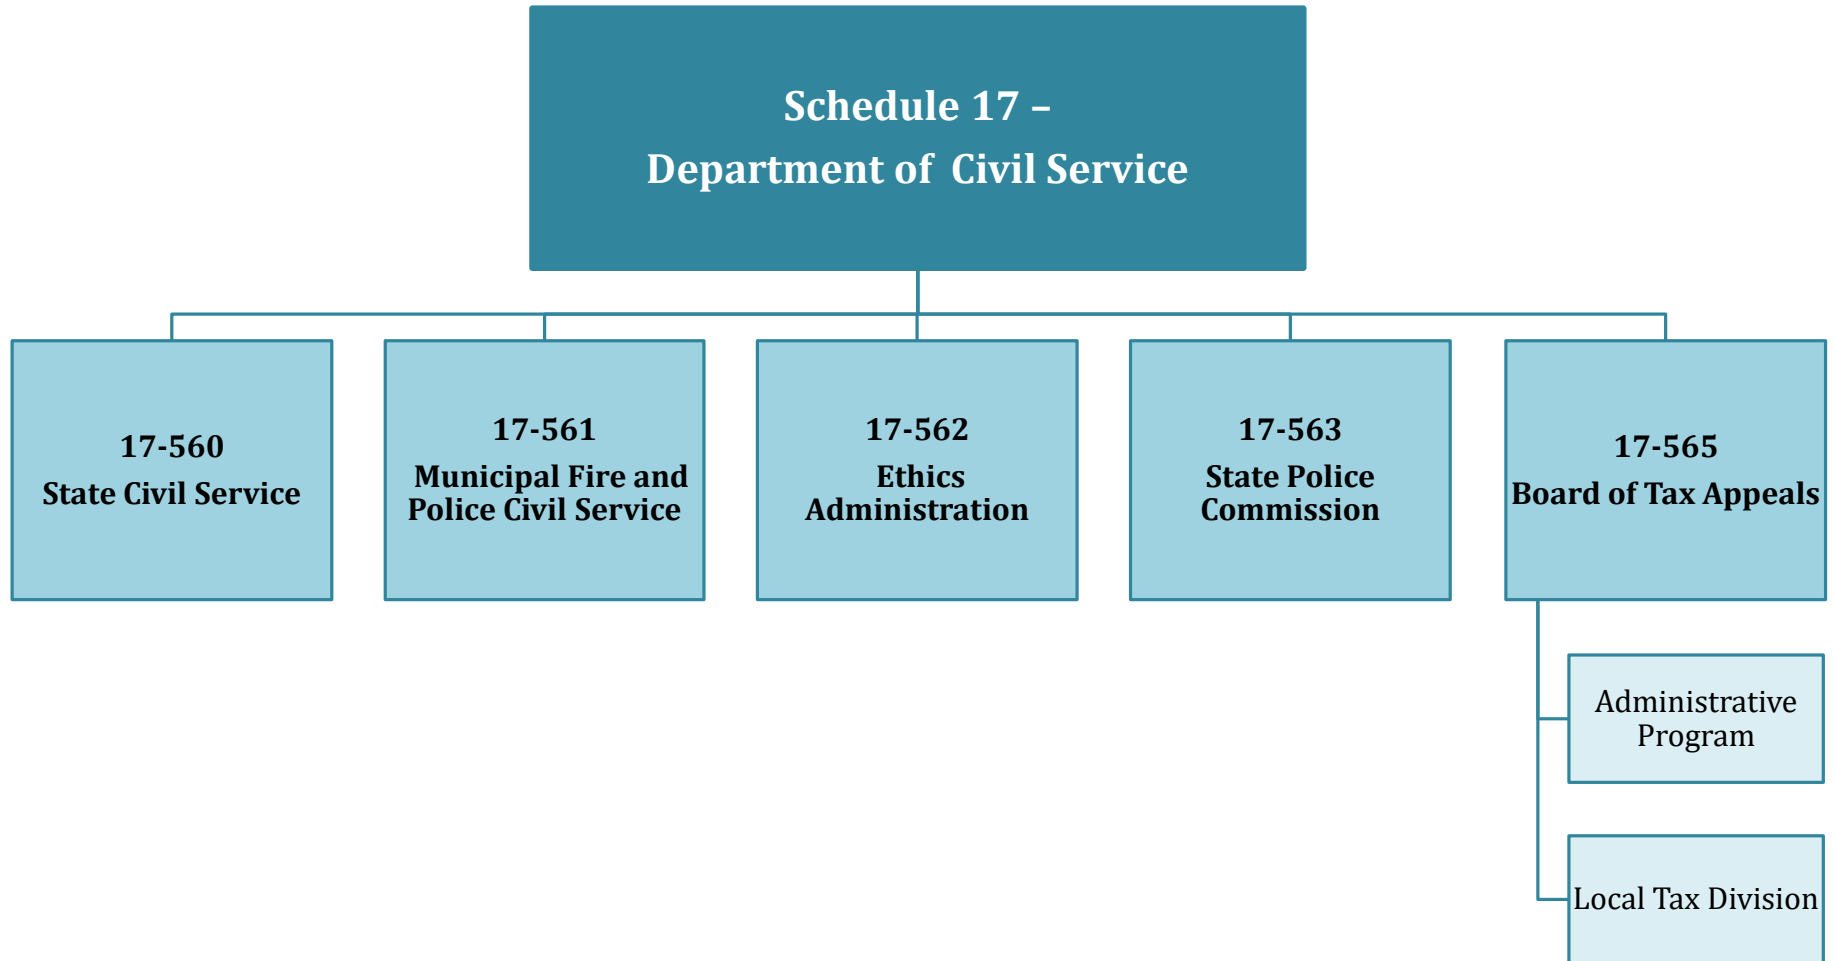 Schedule 17 –
Department of Civil Service
17-560
State Civil Service
17-561
Municipal Fire and
Police Civil Service
17-562
Ethics
Administration
17-563
State Police
Commission
17-565
Board of Tax Appeals
Administrative
Program
Local Tax Division